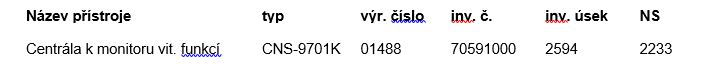 Název přístroje typ výr. číslo inv. č. inv. úsek NS
Centrála k monitoru vit. funkcí CNS-9701K 01488 70591000 2594 2233